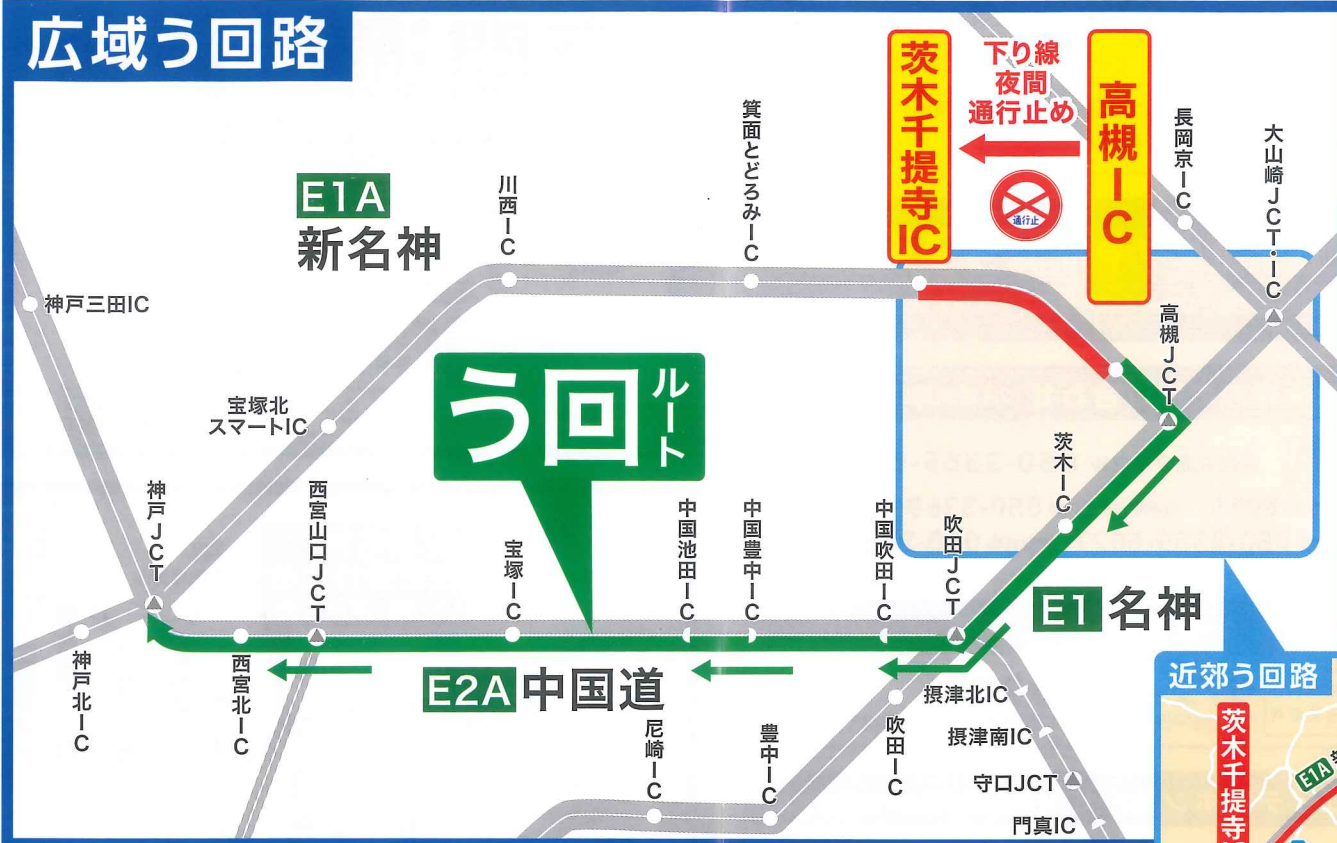 広域う回路
茨木千提寺IC
下り線
夜間
通行止め
通行止
高槻IC
長岡京IC
大山崎JCT・IC
箕面とどろみIC
川西IC
E1A
新名神
神戸三田IC
高槻JCT
う回
ルート
宝塚北
スマートIC
茨木IC
神戸JCT
西宮山口JCT
宝塚IC
中国池田IC
中国豊中IC
中国吹田IC
吹田JCT
E1 名神
神戸北IC
西宮北IC
E2A 中国道
尼崎IC
豊中IC
吹田IC
摂津北IC
摂津南IC
守口JCT
門真IC
近郊う回路
茨木千提寺
E1A